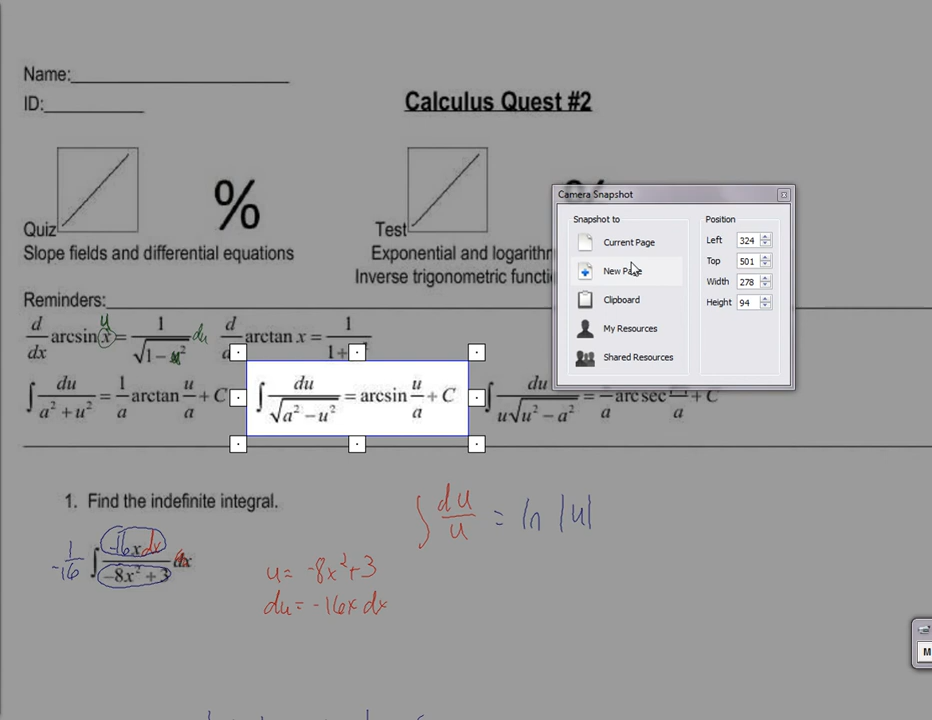 Name:
ID:
Calculus Quest #2
%
%
Quiz
Test
Slope fields and differential equations
Exponential and logarithm
Inverse trigonometric functi
Reminders:
d/dx arcsin x = 1/√(1−u²) du
u
d/d arctan x = 1/1+
∫ du/(a² + u²) = 1/a arctan u/a + C
∫ du/√(a² − u²) = arcsin u/a + C
∫ du/(u√(u² − a²)) = 1/a arcsec u/a + C
1. Find the indefinite integral.
∫ du/u = ln |u|
1/-16 ∫ -16x dx/(-8x² + 3) dx
u = -8x² + 3
du = -16x dx
Camera Snapshot
Snapshot to
Current Page
New Page
Clipboard
My Resources
Shared Resources
Position
Left 324
Top 501
Width 278
Height 94
M